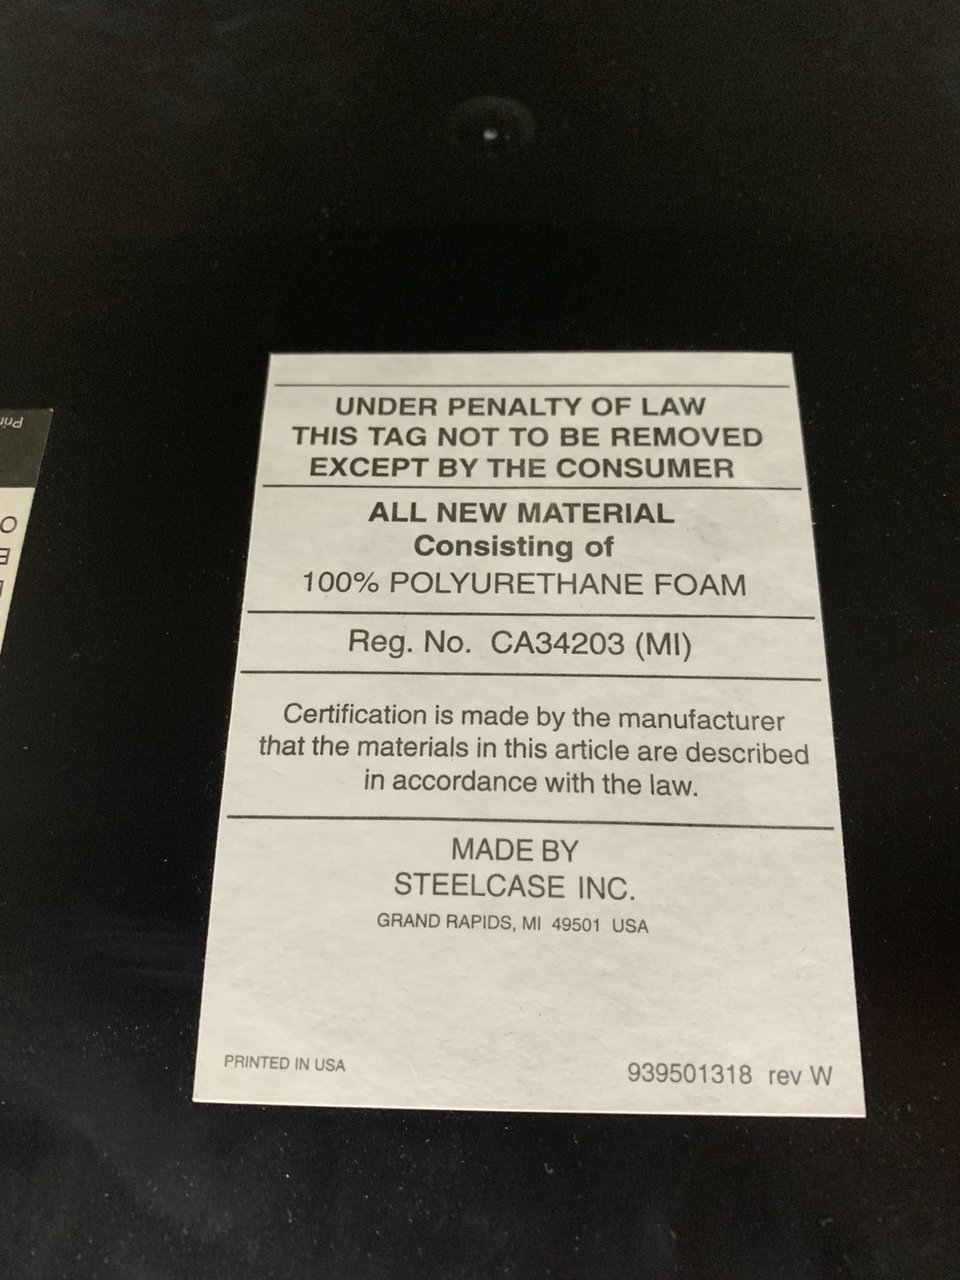 UNDER PENALTY OF LAW
THIS TAG NOT TO BE REMOVED
EXCEPT BY THE CONSUMER
ALL NEW MATERIAL
Consisting of
100% POLYURETHANE FOAM
Reg. No. CA34203 (MI)
Certification is made by the manufacturer
that the materials in this article are described
in accordance with the law.
MADE BY
STEELCASE INC.
GRAND RAPIDS, MI 49501 USA
PRINTED IN USA
939501318 rev W